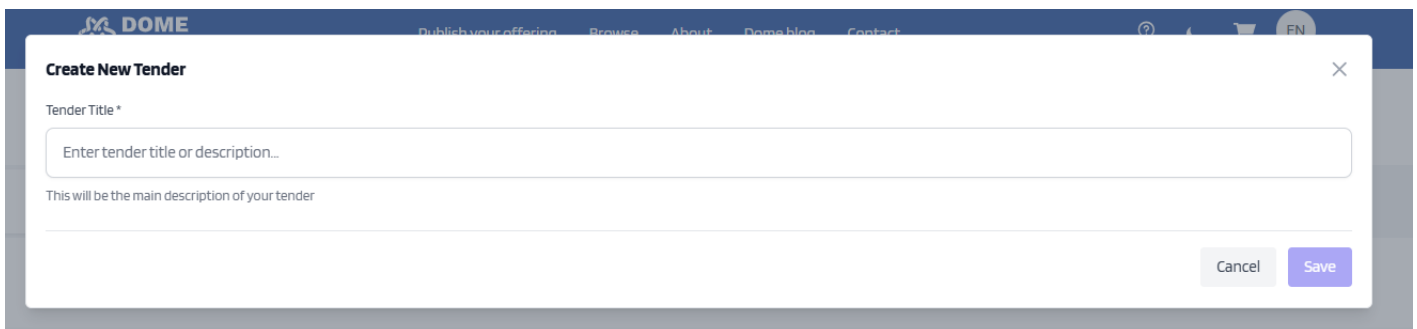 DOME
Publish your offering Browse About Dome blog Contact EN
Create New Tender
Tender Title *
Enter tender title or description...
This will be the main description of your tender
Cancel Save